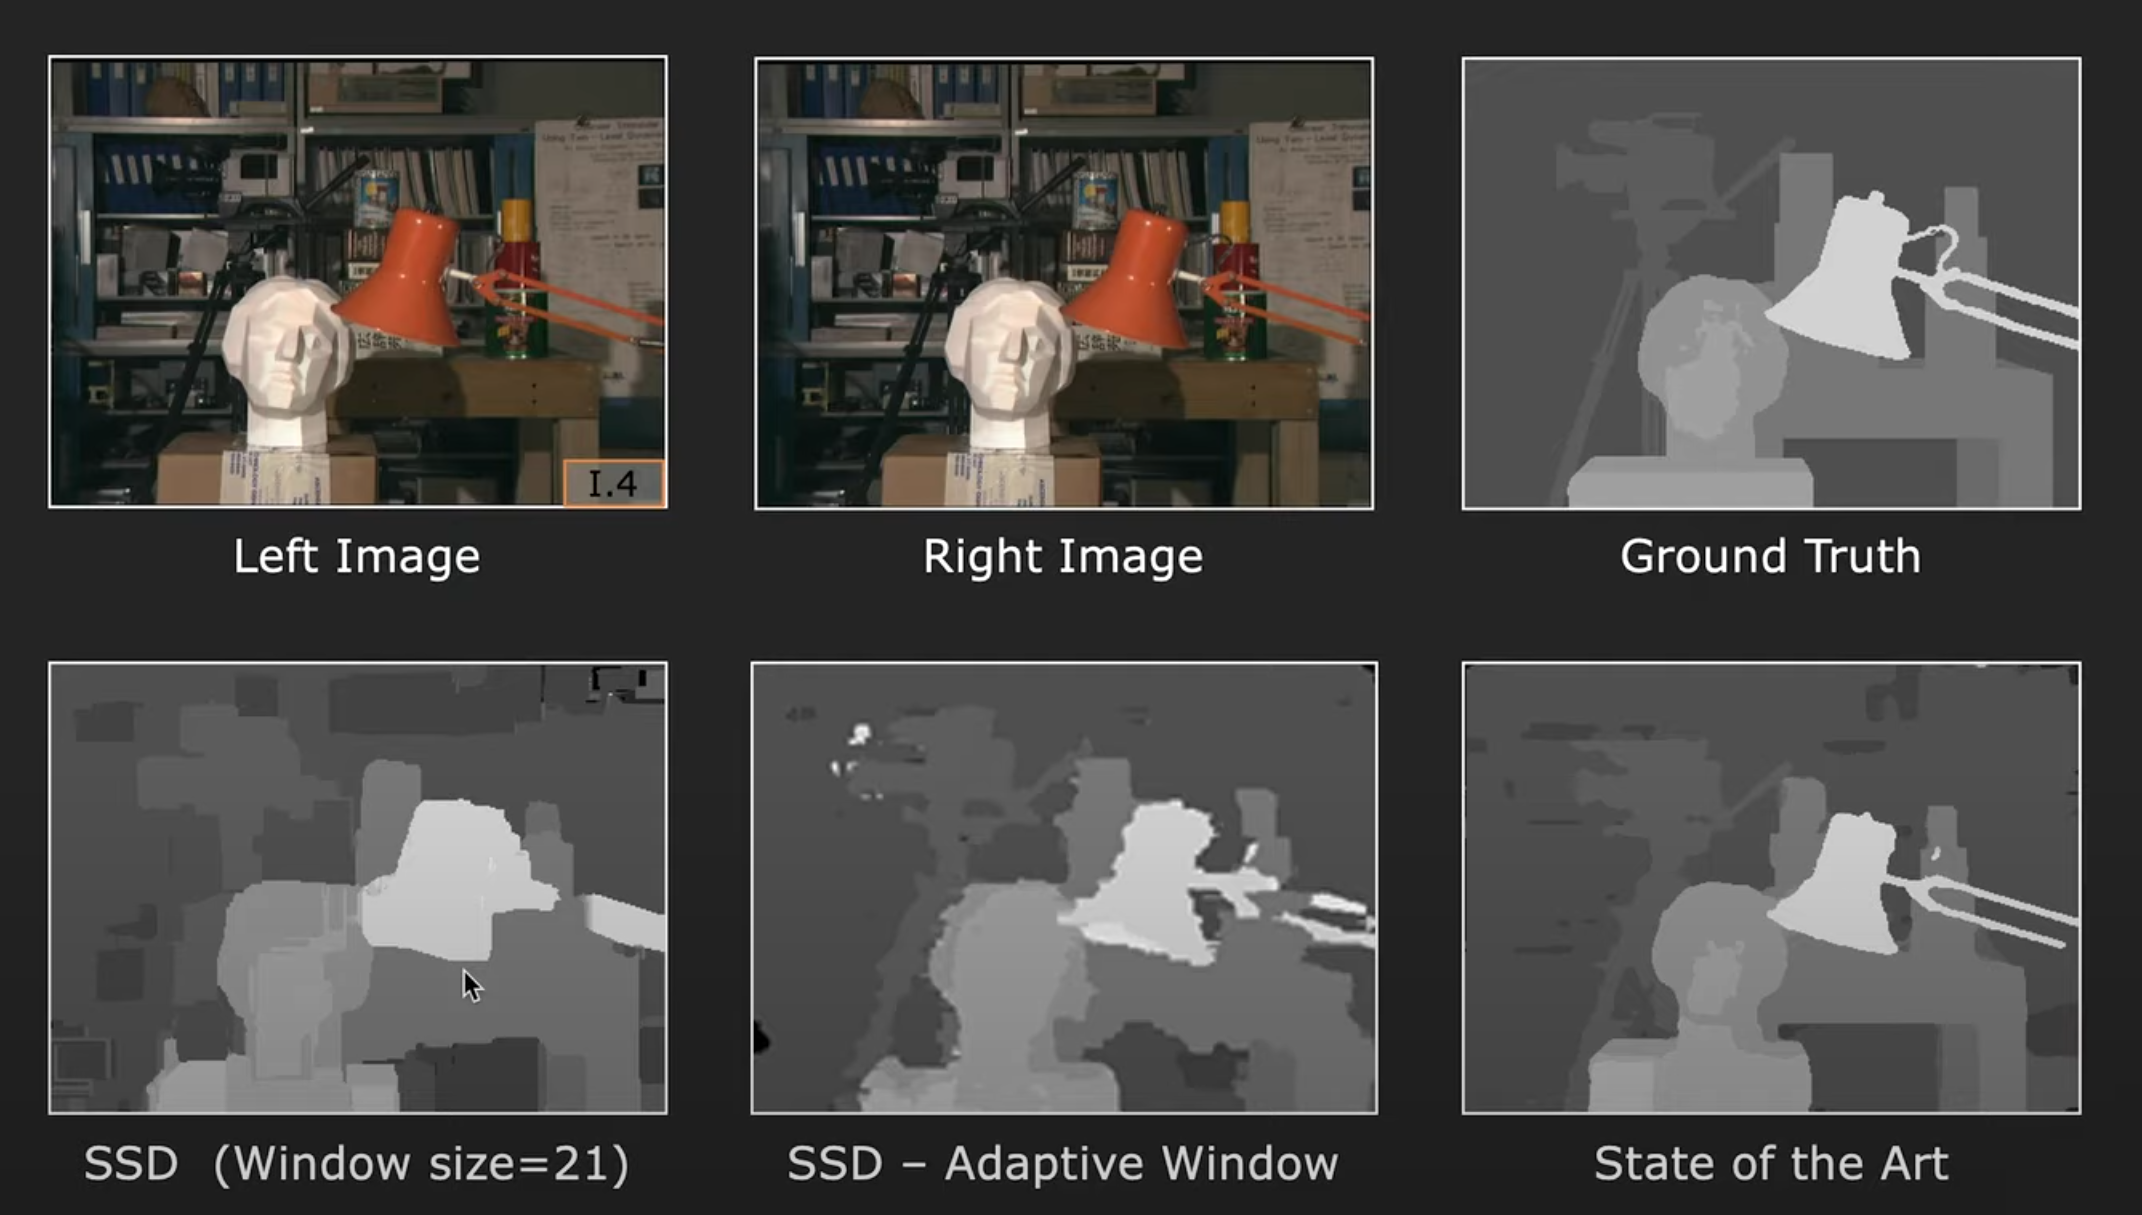 I.4
Left Image
Right Image
Ground Truth
SSD (Window size=21)
SSD – Adaptive Window
State of the Art